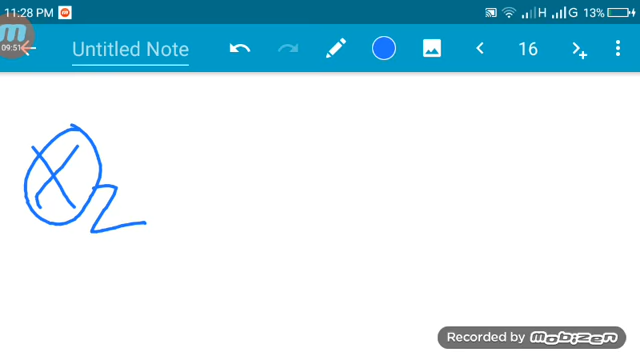 11:28 PM H G 13%
09:51
Untitled Note 16
X2
Recorded by mobizen